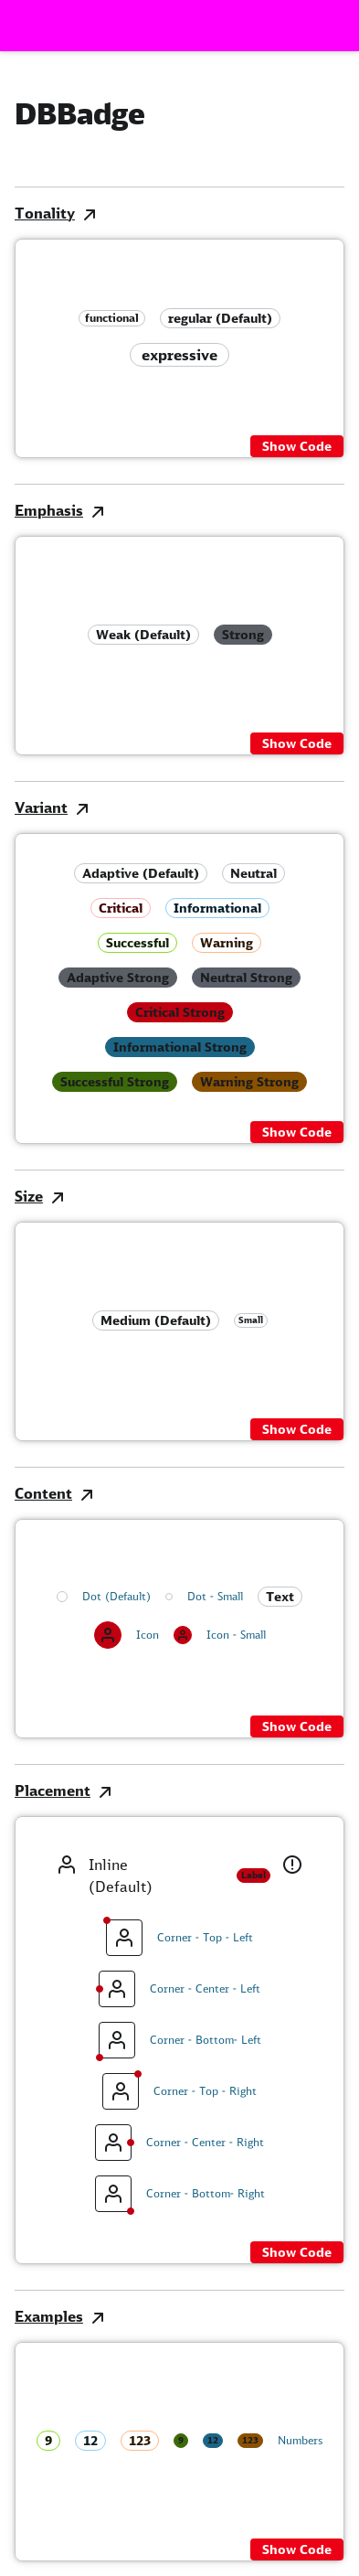 DBBadge
Tonality
functional regular (Default)
expressive
Show Code
Emphasis
Weak (Default) Strong
Show Code
Variant
Adaptive (Default) Neutral
Critical Informational
Successful Warning
Adaptive Strong Neutral Strong
Critical Strong
Informational Strong
Successful Strong Warning Strong
Show Code
Size
Medium (Default) Small
Show Code
Content
Dot (Default) Dot - Small Text
Icon Icon - Small
Show Code
Placement
Inline
(Default)
Label
Corner - Top - Left
Corner - Center - Left
Corner - Bottom- Left
Corner - Top - Right
Corner - Center - Right
Corner - Bottom- Right
Show Code
Examples
9 12 123 9 12 123 Numbers
Show Code